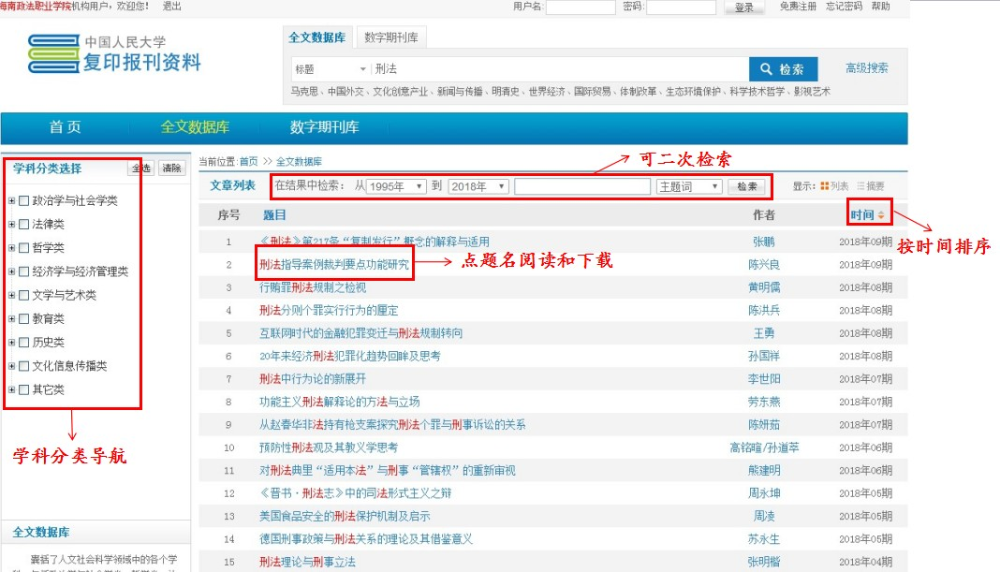 海南政法职业学院机构用户，欢迎您！ 退出
用户名: 密码: 登录 免费注册 忘记密码 帮助
中国人民大学
复印报刊资料
全文数据库 数字期刊库
标题 刑法 检索 高级搜索
马克思、中国外交、文化创意产业、新闻与传播、明清史、世界经济、国际贸易、体制改革、生态环境保护、科学技术哲学、影视艺术
首 页 全文数据库 数字期刊库
学科分类选择 全选 清除
政治学与社会学类
法律类
哲学类
经济学与经济管理类
文学与艺术类
教育类
历史类
文化信息传播类
其它类
学科分类导航
全文数据库
囊括了人文社会科学领域中的各个学
当前位置:首页 >> 全文数据库
可二次检索
文章列表 在结果中检索： 从 1995年 到 2018年 主题词 检索 显示： 列表 摘要
序号 题目 作者 时间
按时间排序
1 《刑法》第217条“复制发行”概念的解释与适用 张鹏 2018年09期
2 刑法指导案例裁判要点功能研究 陈兴良 2018年09期
点题名阅读和下载
3 行贿罪刑法规制之检视 黄明儒 2018年08期
4 刑法分则个罪实行行为的厘定 陈洪兵 2018年08期
5 互联网时代的金融犯罪变迁与刑法规制转向 王勇 2018年08期
6 20年来经济刑法犯罪化趋势回眸及思考 孙国祥 2018年08期
7 刑法中行为论的新展开 李世阳 2018年07期
8 功能主义刑法解释论的方法与立场 劳东燕 2018年07期
9 从赵春华非法持有枪支案探究刑法个罪与刑事诉讼的关系 陈妍茹 2018年07期
10 预防性刑法观及其教义学思考 高铭暄/孙道萃 2018年06期
11 对刑法典里“适用本法”与刑事“管辖权”的重新审视 熊建明 2018年06期
12 《晋书·刑法志》中的司法形式主义之辩 周永坤 2018年05期
13 美国食品安全的刑法保护机制及启示 周凌 2018年05期
14 德国刑事政策与刑法关系的理论及其借鉴意义 苏永生 2018年05期
15 刑法理论与刑事立法 张明楷 2018年04期